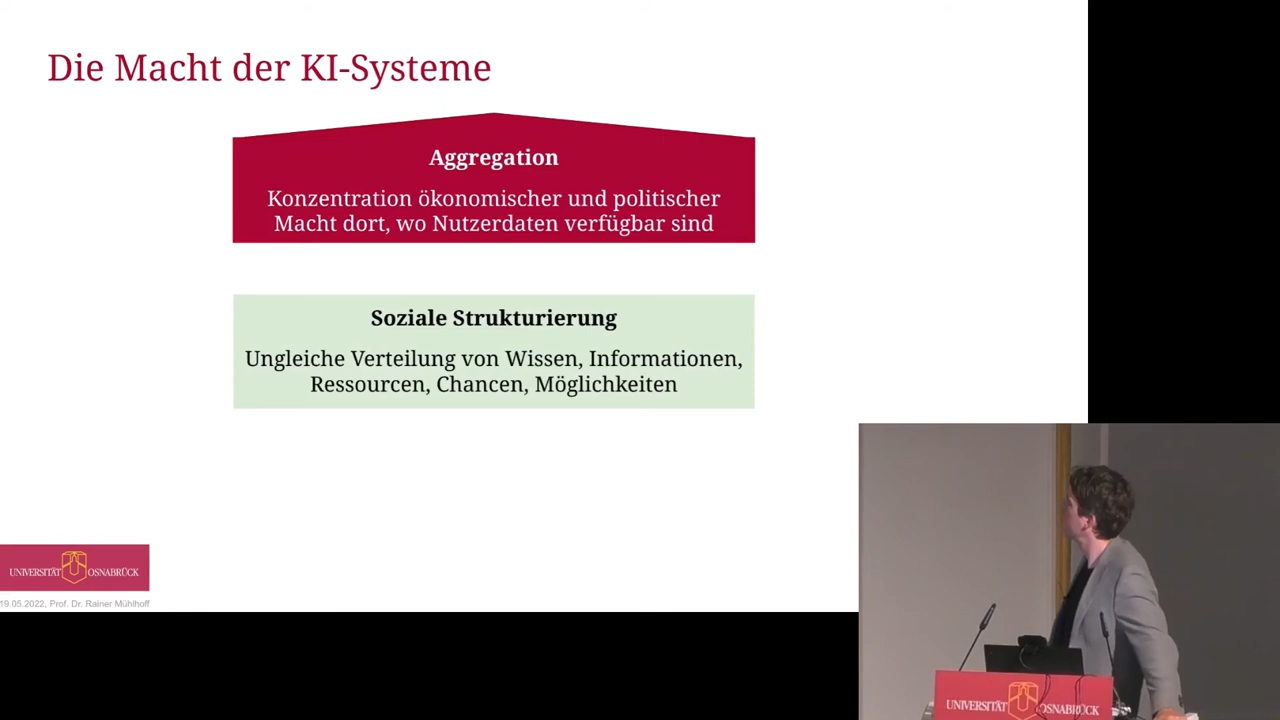 Die Macht der KI-Systeme
Aggregation
Konzentration ökonomischer und politischer
Macht dort, wo Nutzerdaten verfügbar sind
Soziale Strukturierung
Ungleiche Verteilung von Wissen, Informationen,
Ressourcen, Chancen, Möglichkeiten
UNIVERSITÄT OSNABRÜCK
19.05.2022, Prof. Dr. Rainer Mühlhoff
UNIVERSITÄT OSNABRÜCK